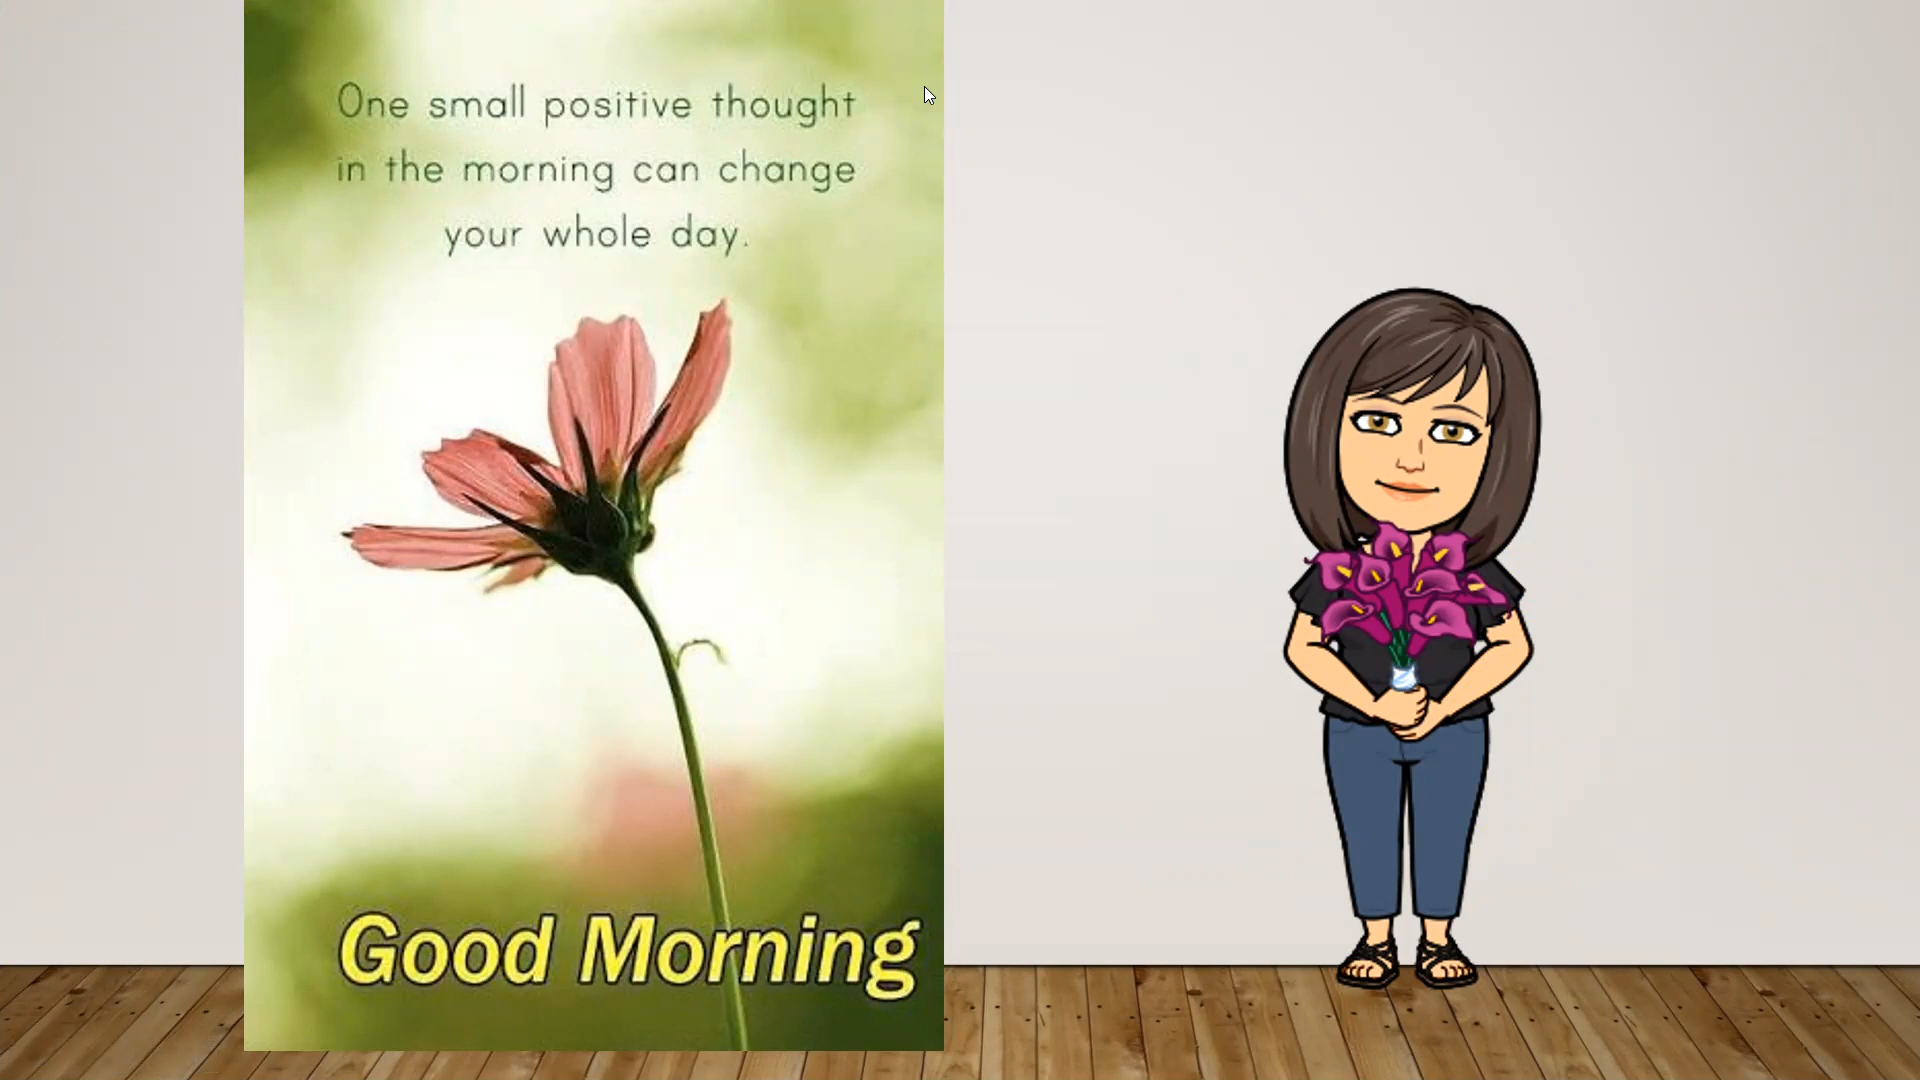 One small positive thought
in the morning can change
your whole day.
Good Morning